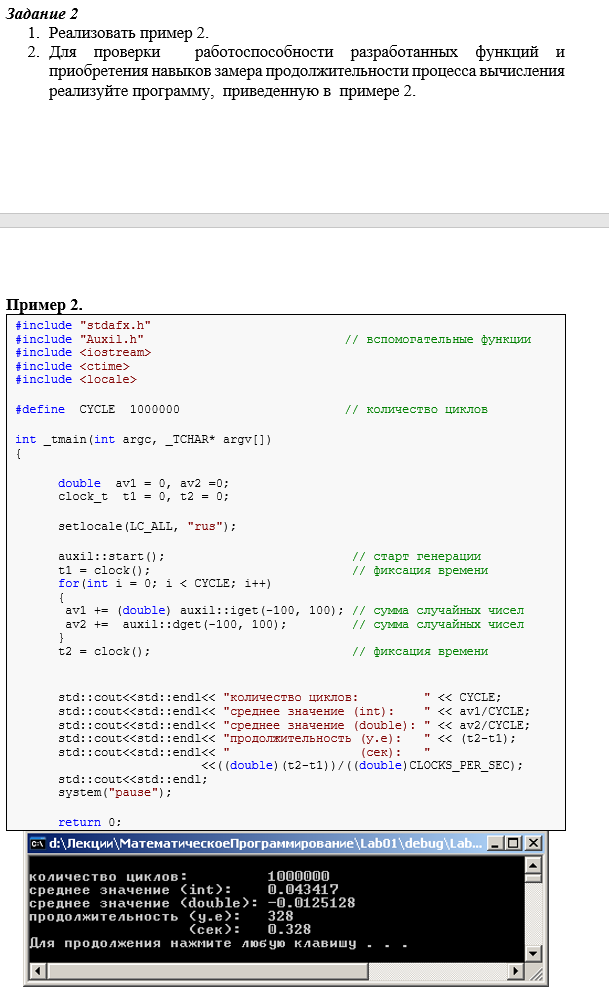 Задание 2
1. Реализовать пример 2.
2. Для проверки работоспособности разработанных функций и
приобретения навыков замера продолжительности процесса вычисления
реализуйте программу, приведенную в примере 2.
Пример 2.
#include "stdafx.h"
#include "Auxil.h" // вспомогательные функции
#include <iostream>
#include <ctime>
#include <locale>
#define CYCLE 1000000 // количество циклов
int _tmain(int argc, _TCHAR* argv[])
{
double av1 = 0, av2 =0;
clock_t t1 = 0, t2 = 0;
setlocale(LC_ALL, "rus");
auxil::start(); // старт генерации
t1 = clock(); // фиксация времени
for(int i = 0; i < CYCLE; i++)
{
av1 += (double) auxil::iget(-100, 100); // сумма случайных чисел
av2 += auxil::dget(-100, 100); // сумма случайных чисел
}
t2 = clock(); // фиксация времени
std::cout<<std::endl<< "количество циклов: " << CYCLE;
std::cout<<std::endl<< "среднее значение (int): " << av1/CYCLE;
std::cout<<std::endl<< "среднее значение (double): " << av2/CYCLE;
std::cout<<std::endl<< "продолжительность (у.е): " << (t2-t1);
std::cout<<std::endl<< " (сек): "
<<((double)(t2-t1))/((double)CLOCKS_PER_SEC);
std::cout<<std::endl;
system("pause");
return 0;
d:\Лекции\МатематическоеПрограммирование\Lab01\debug\Lab...
количество циклов: 1000000
среднее значение (int): 0.043417
среднее значение (double): -0.0125128
продолжительность (у.е): 328
(сек): 0.328
Для продолжения нажмите любую клавишу . . .